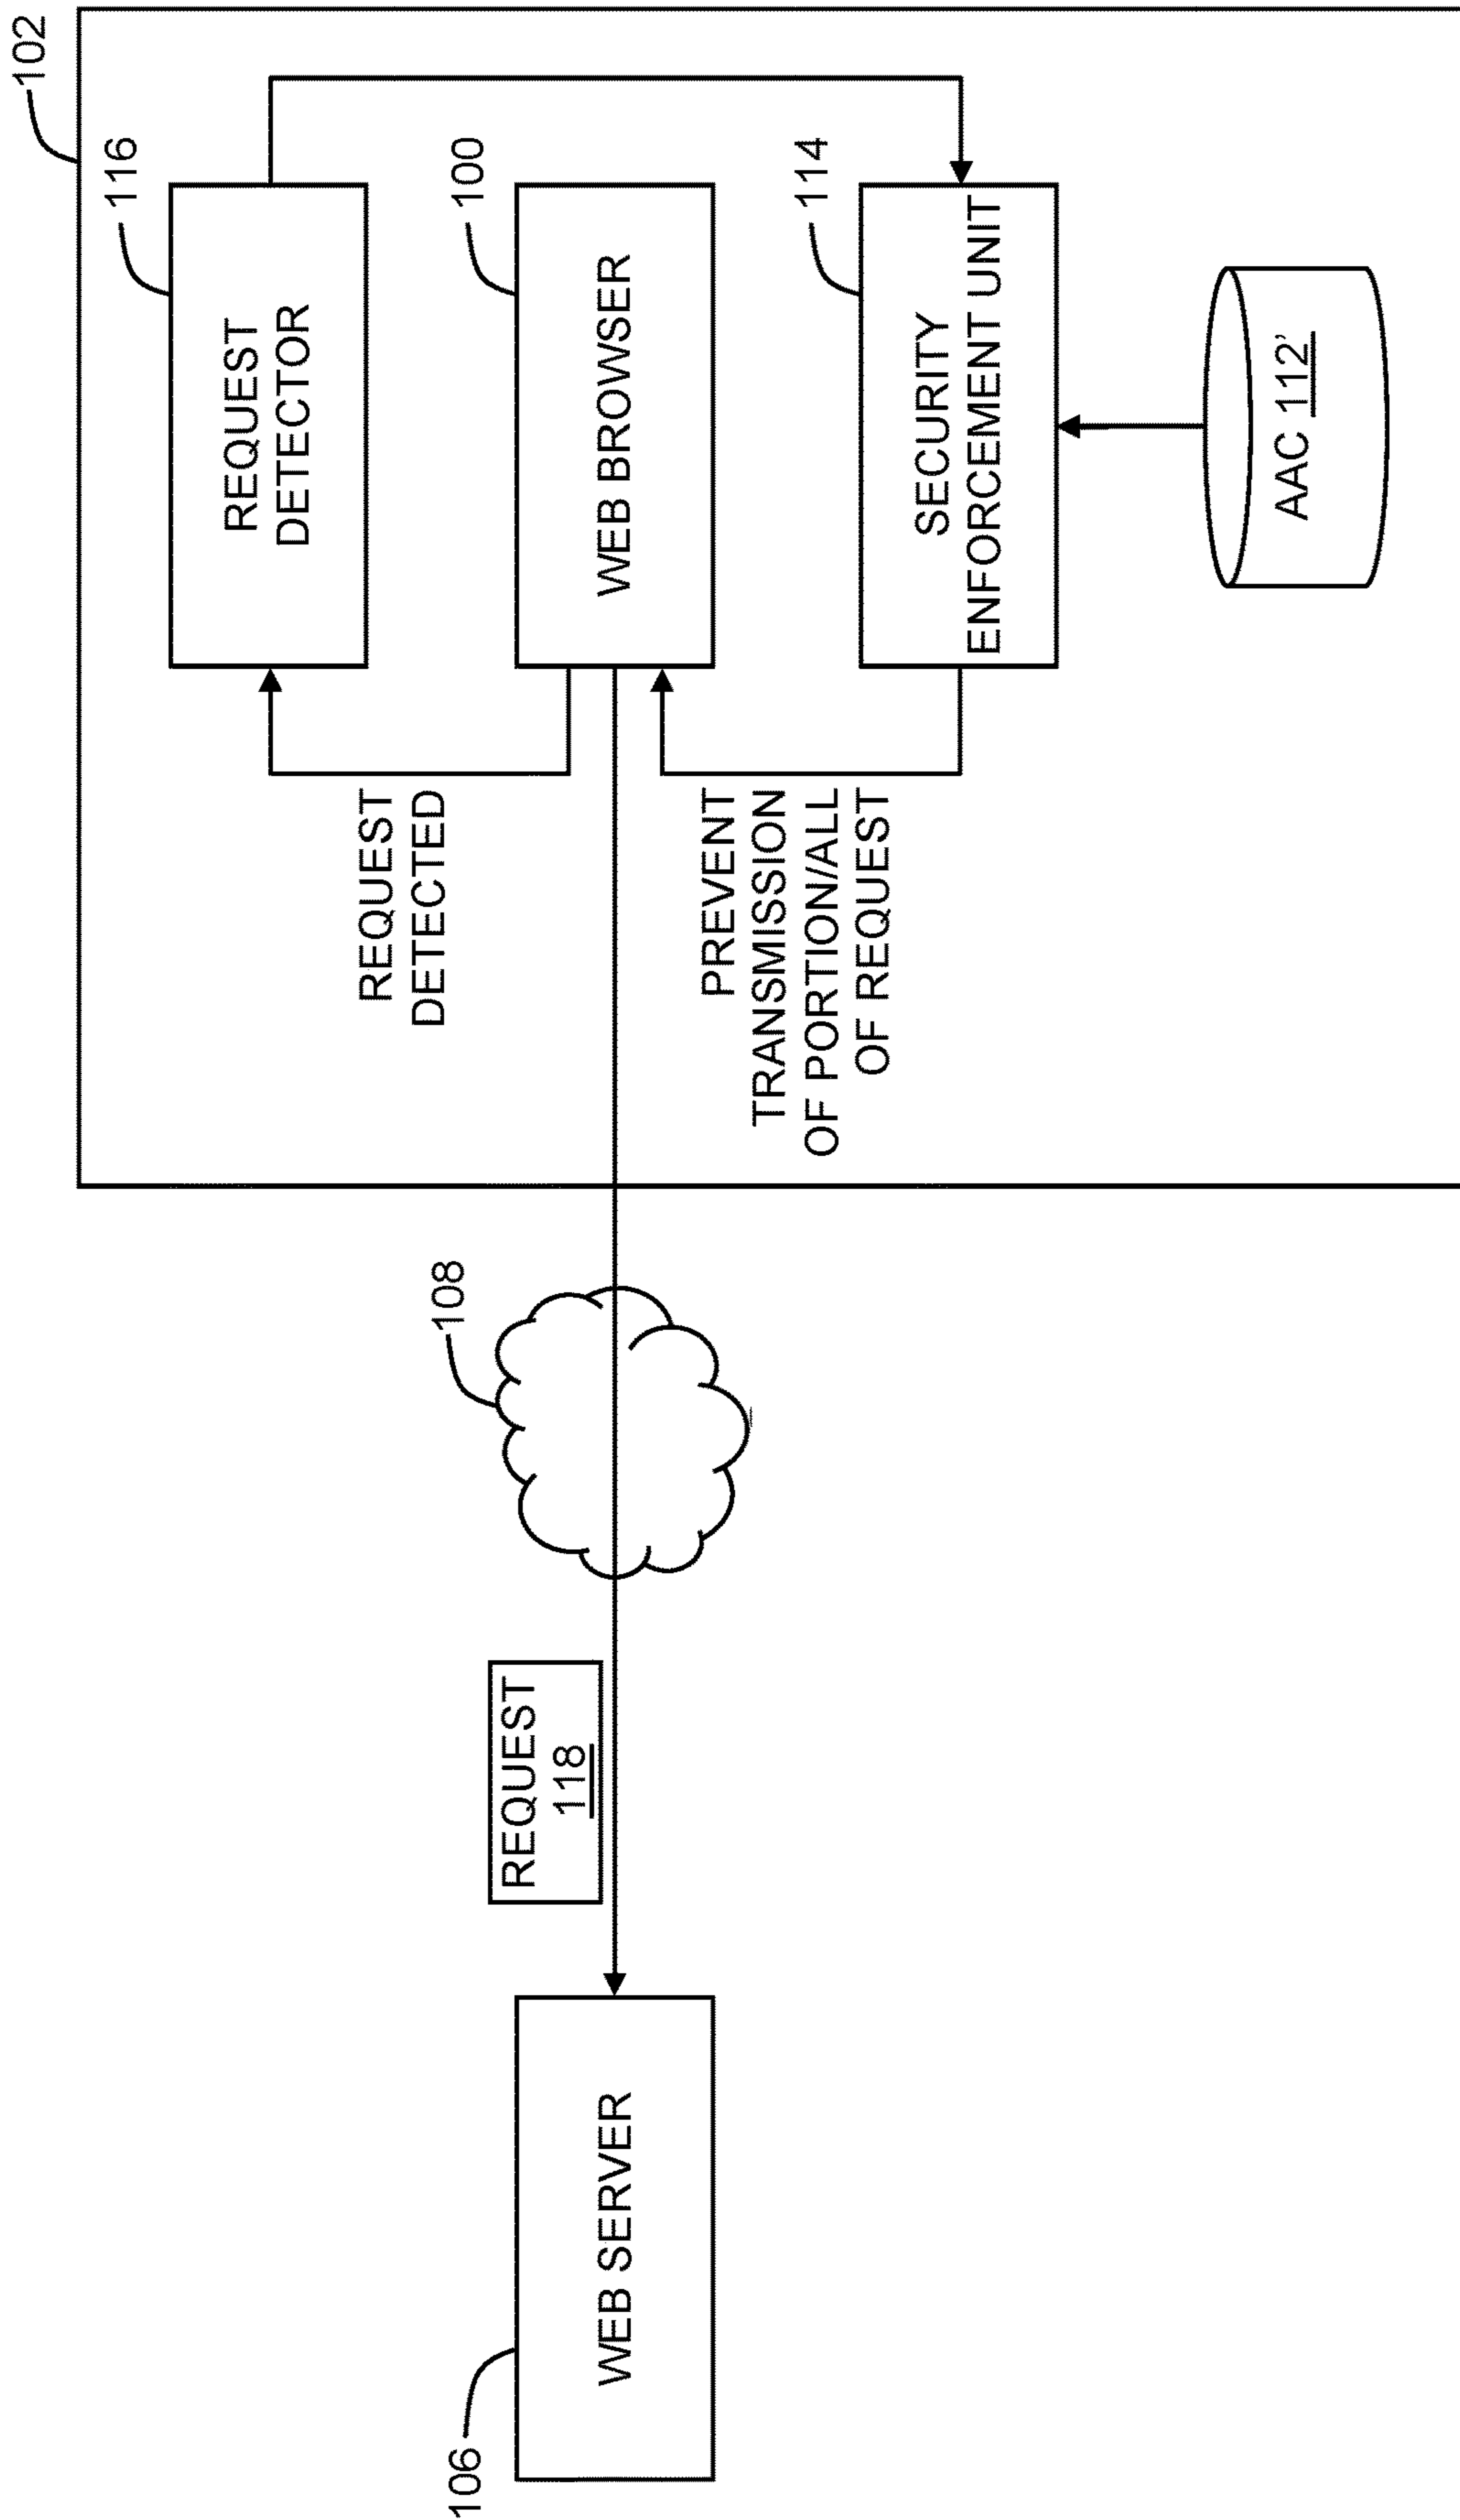 102
116
REQUEST
DETECTOR
100
WEB BROWSER
114
SECURITY
ENFORCEMENT UNIT
AAC 112'
REQUEST
DETECTED
PREVENT
TRANSMISSION
OF PORTION/ALL
OF REQUEST
108
REQUEST
118
106
WEB SERVER